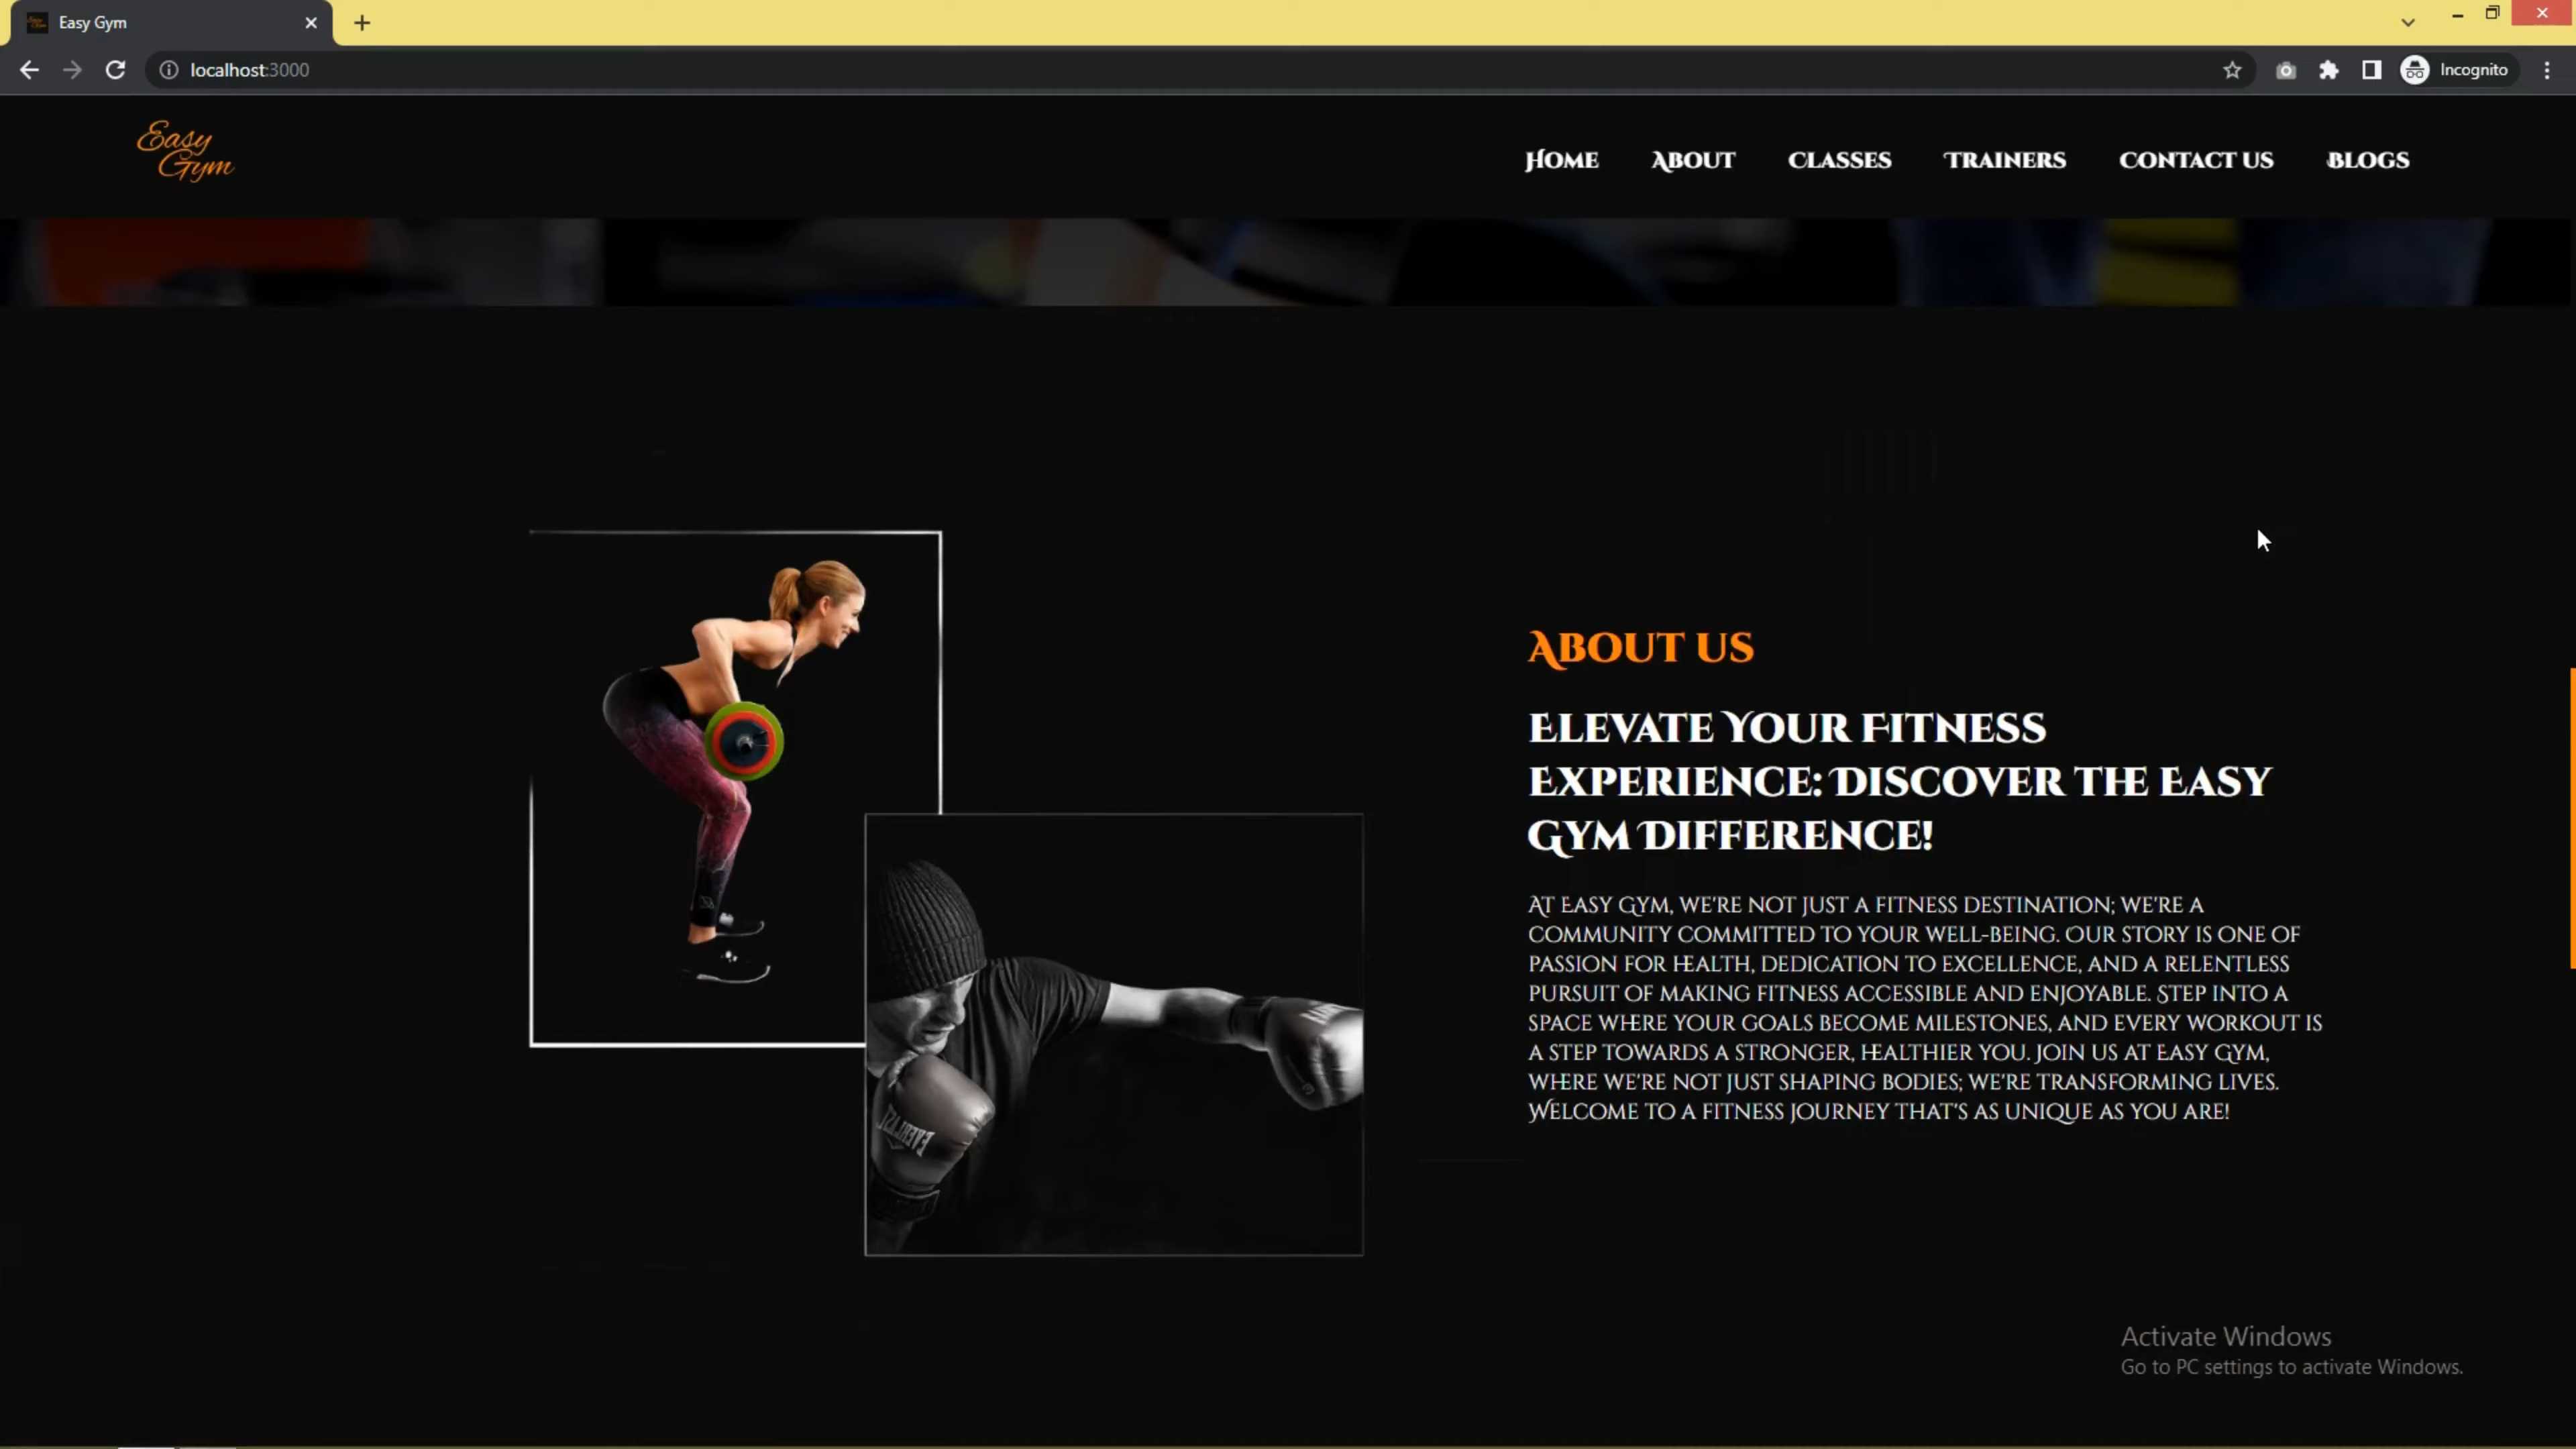 Easy Gym
localhost:3000
Incognito
Easy
Gym
HOME ABOUT CLASSES TRAINERS CONTACT US BLOGS
ABOUT US
ELEVATE YOUR FITNESS
EXPERIENCE: DISCOVER THE EASY
GYM DIFFERENCE!
AT EASY GYM, WE'RE NOT JUST A FITNESS DESTINATION; WE'RE A
COMMUNITY COMMITTED TO YOUR WELL-BEING. OUR STORY IS ONE OF
PASSION FOR HEALTH, DEDICATION TO EXCELLENCE, AND A RELENTLESS
PURSUIT OF MAKING FITNESS ACCESSIBLE AND ENJOYABLE. STEP INTO A
SPACE WHERE YOUR GOALS BECOME MILESTONES, AND EVERY WORKOUT IS
A STEP TOWARDS A STRONGER, HEALTHIER YOU. JOIN US AT EASY GYM,
WHERE WE'RE NOT JUST SHAPING BODIES; WE'RE TRANSFORMING LIVES.
WELCOME TO A FITNESS JOURNEY THAT'S AS UNIQUE AS YOU ARE!
EVERLAST
Activate Windows
Go to PC settings to activate Windows.